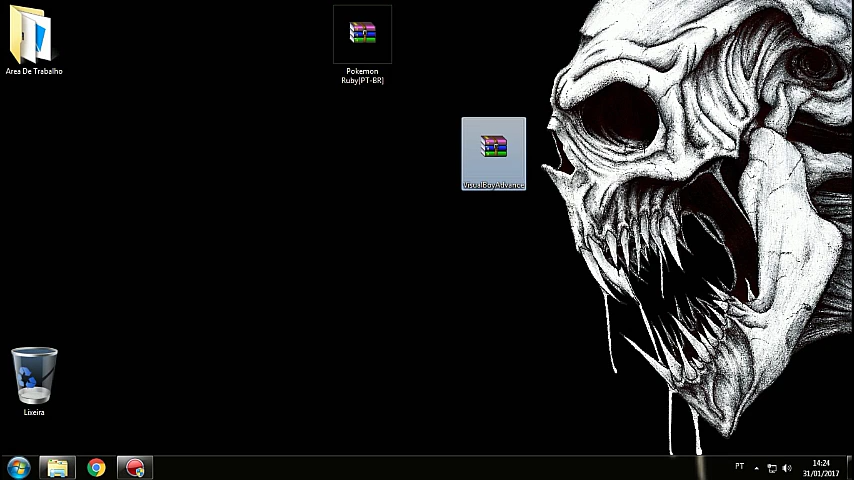 Area De Trabalho
Pokemon
Ruby(PT-BR)
VisualBoyAdvance
Lixeira
PT
14:24
31/01/2017